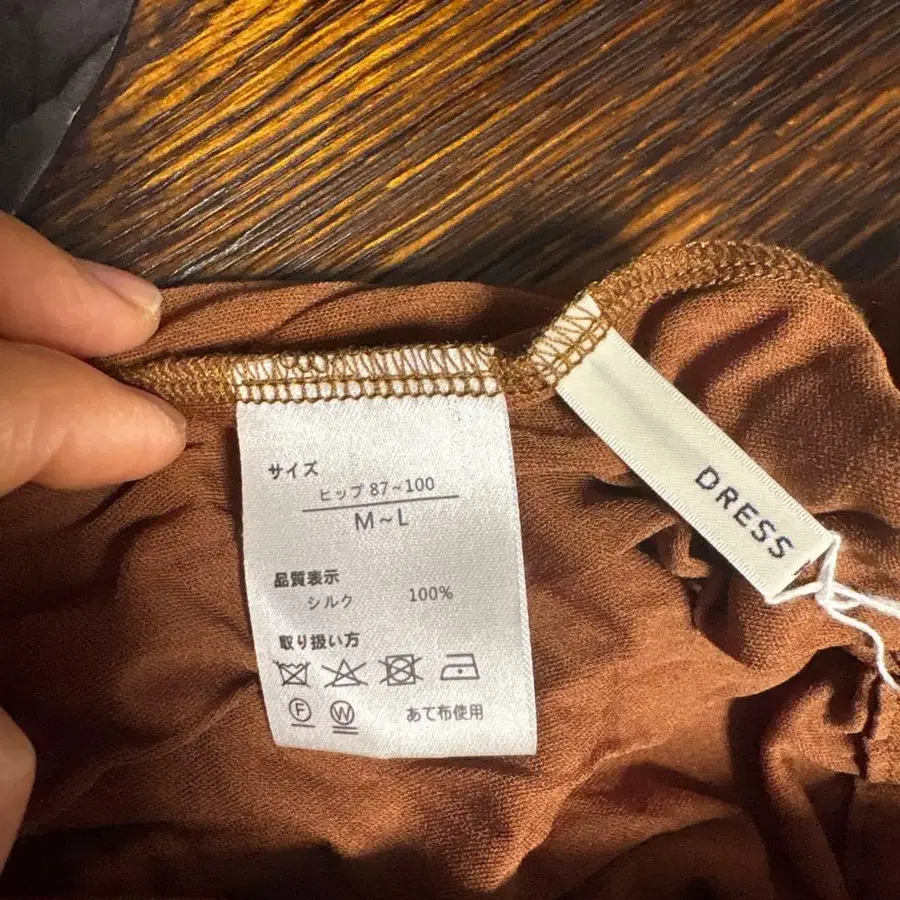 サイズ
ヒップ 87~100
M~L
品質表示
シルク 100%
取り扱い方
F W あて布使用
DRESS